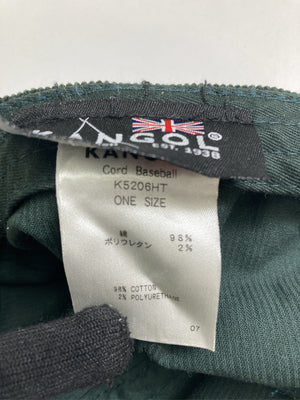 KANGOL®
EST. 1938
KANG
Cord Baseball
K5206HT
ONE SIZE
綿 98%
ポリウレタン 2%
98% COTTON
2% POLYURETHANE
07